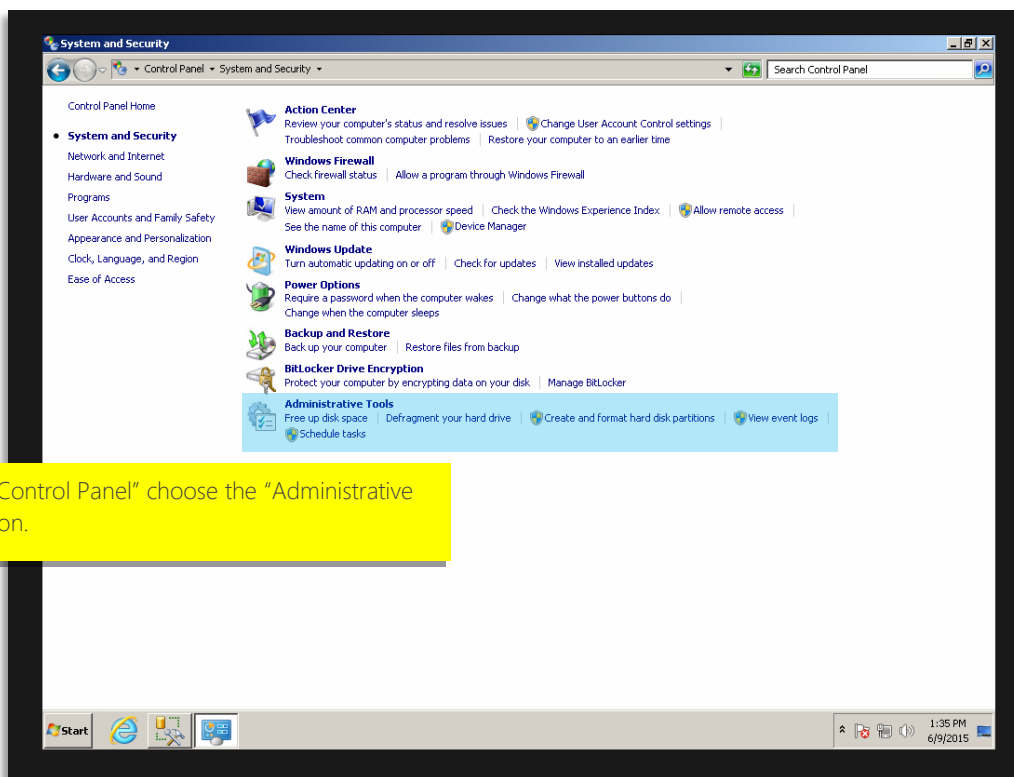 System and Security
Control Panel System and Security
Search Control Panel
Control Panel Home
System and Security
Network and Internet
Hardware and Sound
Programs
User Accounts and Family Safety
Appearance and Personalization
Clock, Language, and Region
Ease of Access
Action Center
Review your computer's status and resolve issues Change User Account Control settings
Troubleshoot common computer problems Restore your computer to an earlier time
Windows Firewall
Check firewall status Allow a program through Windows Firewall
System
View amount of RAM and processor speed Check the Windows Experience Index Allow remote access
See the name of this computer Device Manager
Windows Update
Turn automatic updating on or off Check for updates View installed updates
Power Options
Require a password when the computer wakes Change what the power buttons do
Change when the computer sleeps
Backup and Restore
Back up your computer Restore files from backup
BitLocker Drive Encryption
Protect your computer by encrypting data on your disk Manage BitLocker
Administrative Tools
Free up disk space Defragment your hard drive Create and format hard disk partitions View event logs
Schedule tasks
Control Panel” choose the “Administrative
on.
Start
1:35 PM
6/9/2015